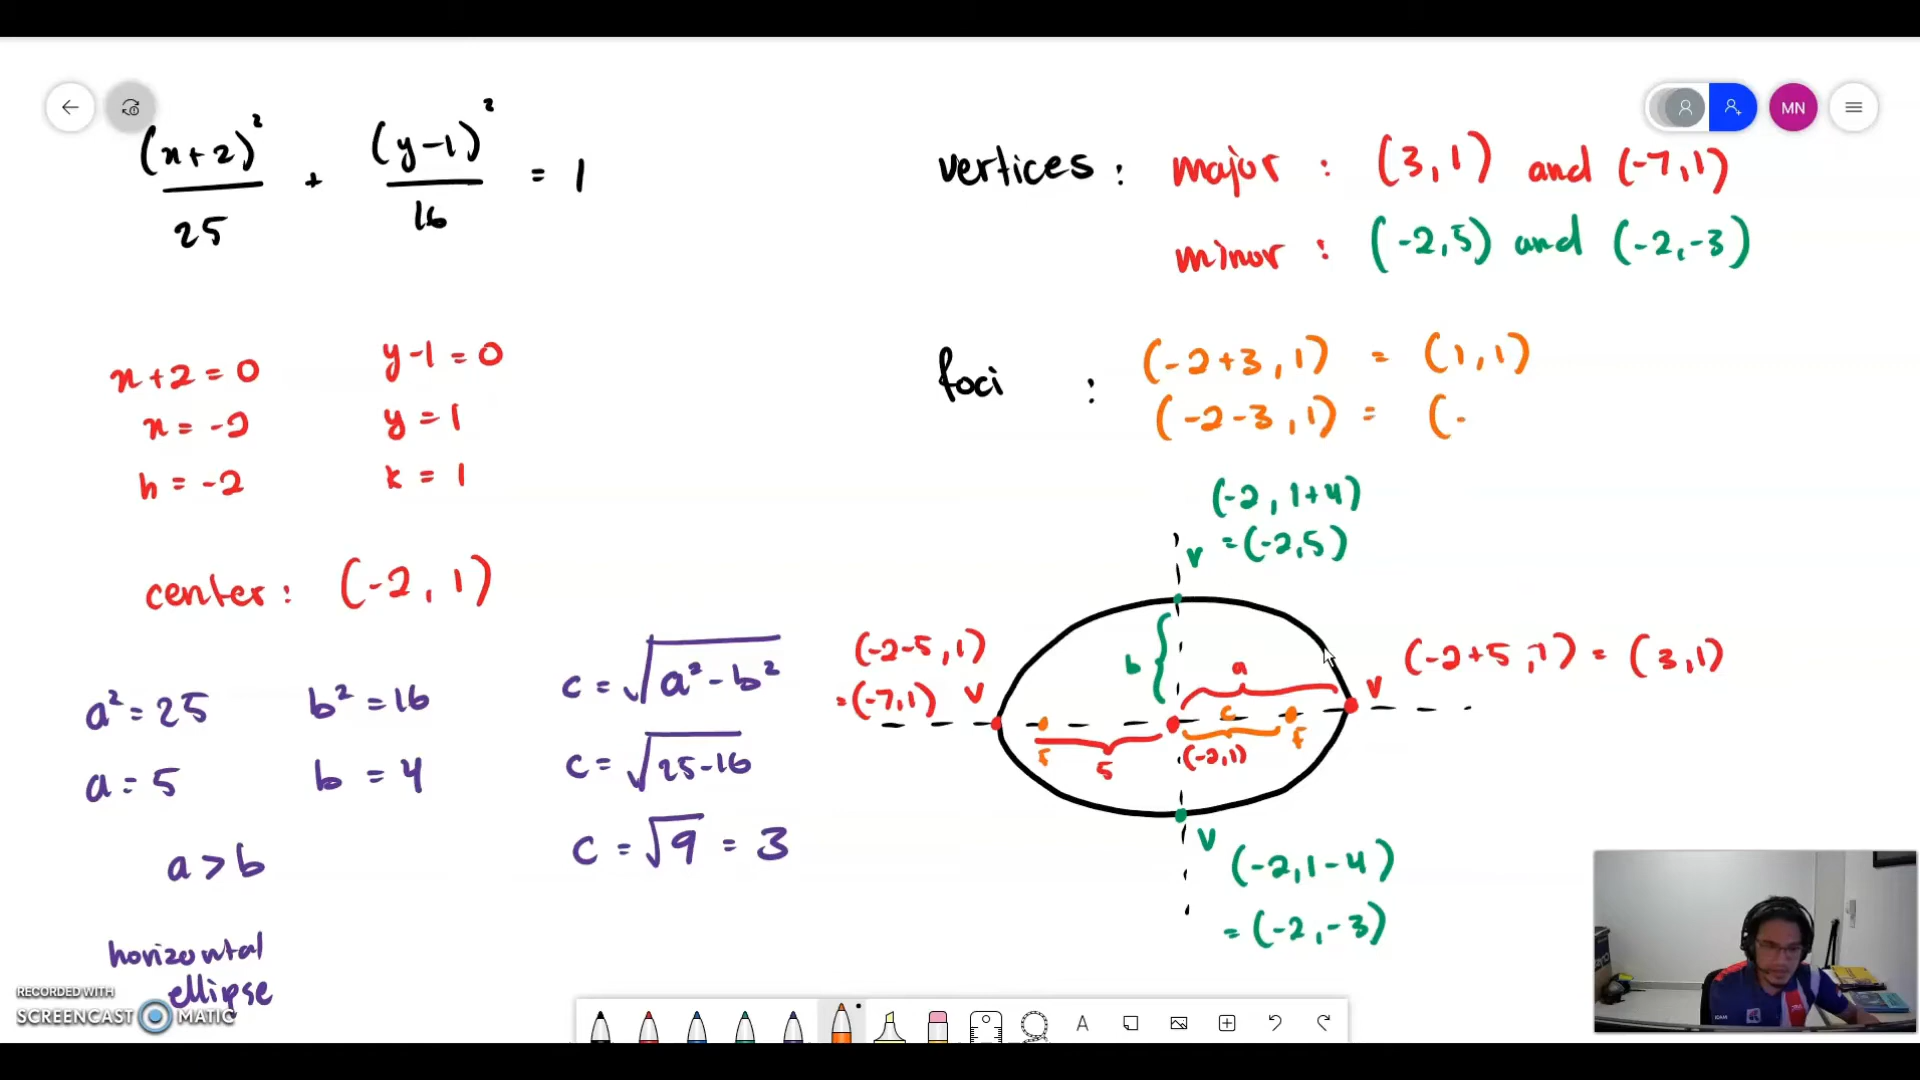 (x+2)² / 25 + (y-1)² / 16 = 1
x+2=0
x=-2
h=-2
y-1=0
y=1
k=1
center: (-2, 1)
a²=25
a=5
b²=16
b=4
a>b
horizontal
ellipse
c=√(a²-b²)
c=√(25-16)
c=√9=3
vertices: major: (3,1) and (-7,1)
minor: (-2,5) and (-2,-3)
foci : (-2+3,1) = (1,1)
(-2-3,1) = (-
(-2, 1+4)
=(-2,5)
v
(-2-5,1)
=(-7,1) v
b
a
c
f
f
5
(-2,1)
v
(-2+5,1) = (3,1)
v
(-2,1-4)
=(-2,-3)
MN
A
RECORDED WITH
SCREENCAST MATIC